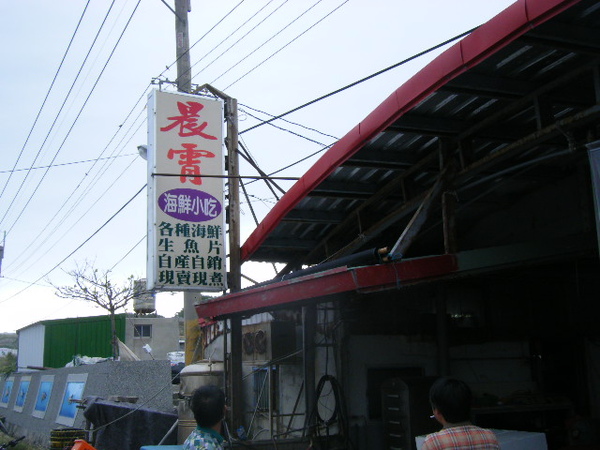 晨霄
海鮮小吃
各種海鮮
生魚片
自產自銷
現賣現煮